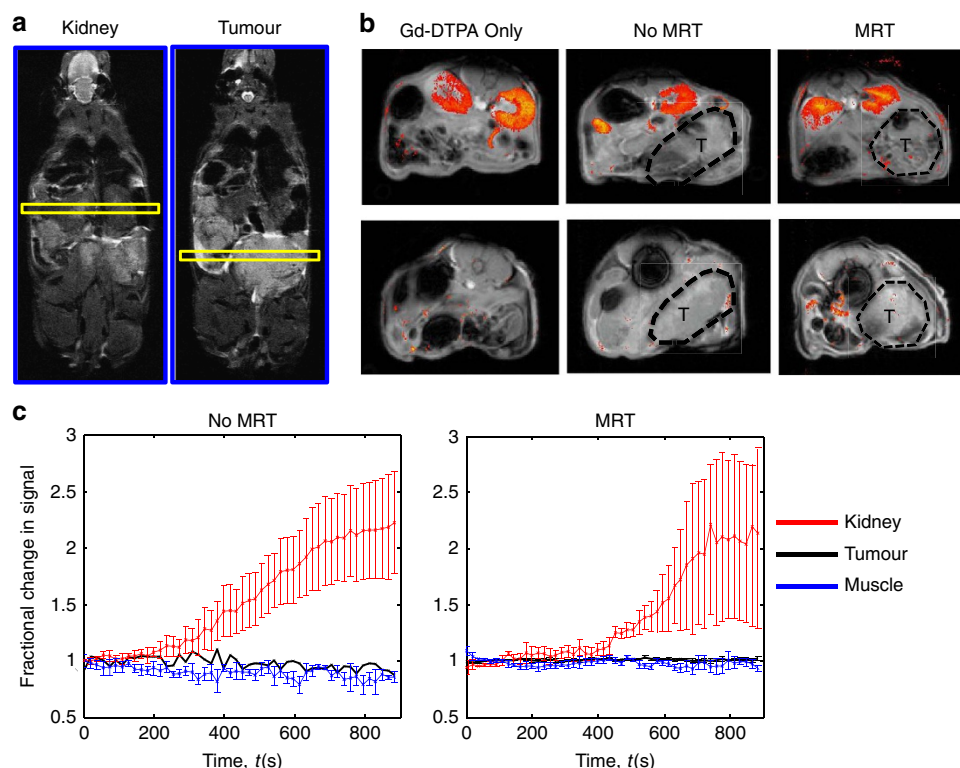 a
Kidney
Tumour
b
Gd-DTPA Only
No MRT
MRT
T
T
T
T
c
No MRT
MRT
Fractional change in signal
3
2.5
2
1.5
1
0.5
0
200
400
600
800
Time, t(s)
3
2.5
2
1.5
1
0.5
0
200
400
600
800
Time, t(s)
Kidney
Tumour
Muscle